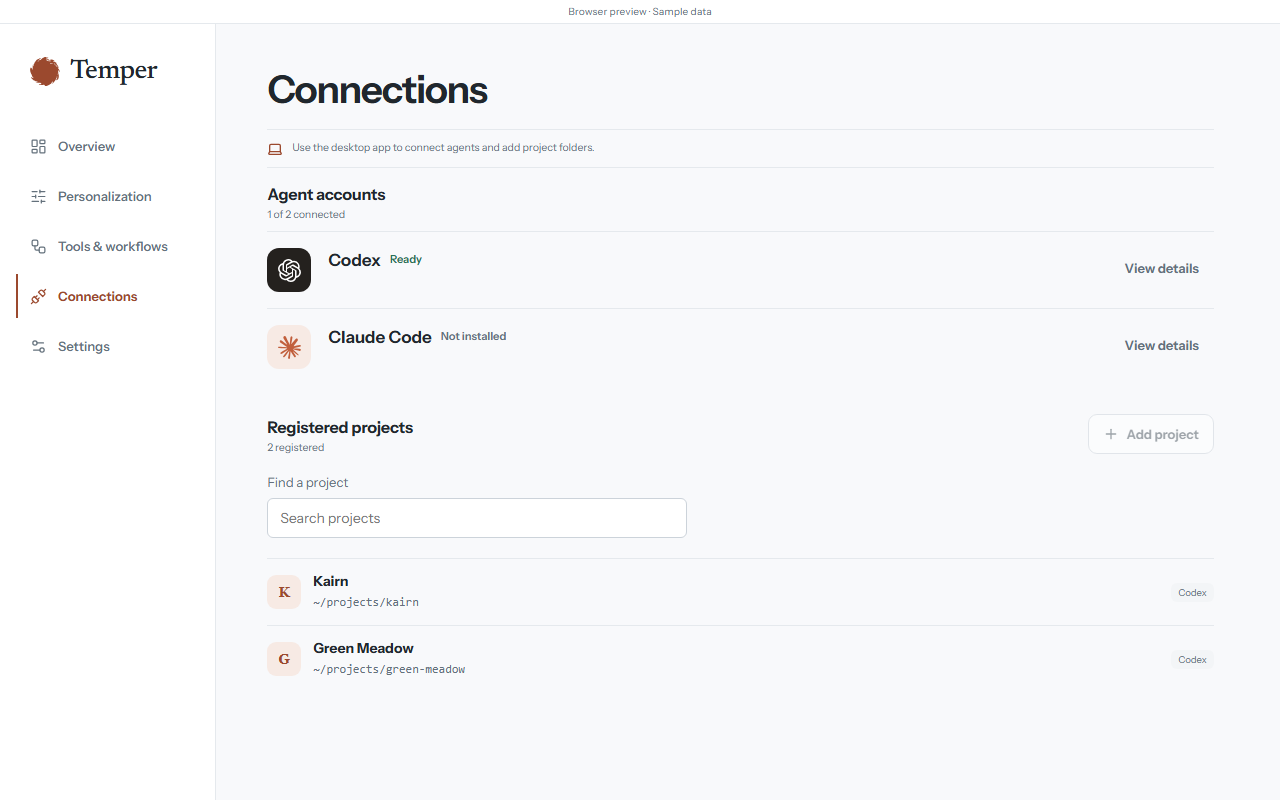 Browser preview · Sample data
Temper
Overview
Personalization
Tools & workflows
Connections
Settings
Connections
Use the desktop app to connect agents and add project folders.
Agent accounts
1 of 2 connected
Codex Ready
View details
Claude Code Not installed
View details
Registered projects
2 registered
Add project
Find a project
Search projects
K
Kairn
~/projects/kairn
Codex
G
Green Meadow
~/projects/green-meadow
Codex